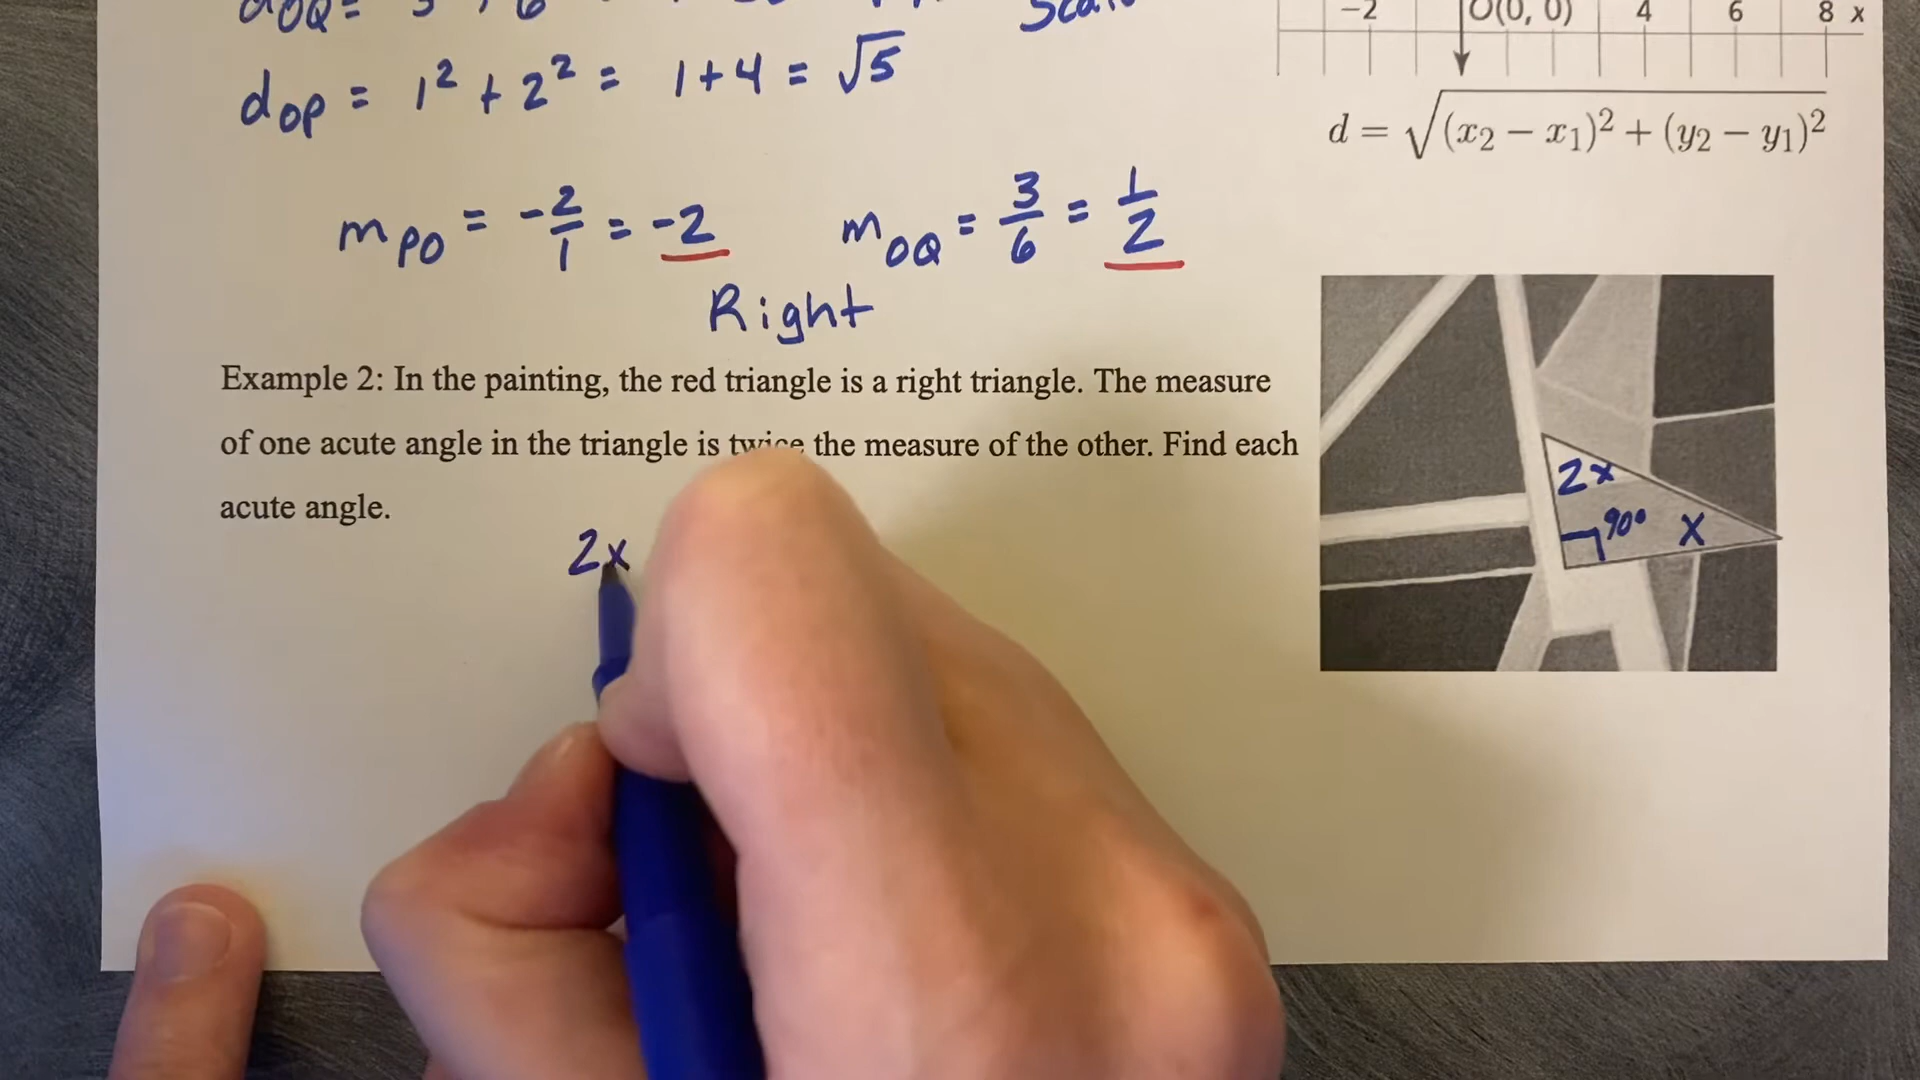 -2 O(0, 0) 4 6 8 x
dOP = 1² + 2² = 1+4 = √5
d = √(x₂ − x₁)² + (y₂ − y₁)²
mPO = -2/1 = -2 mOQ = 3/6 = 1/2
Right
Example 2: In the painting, the red triangle is a right triangle. The measure
of one acute angle in the triangle is twice the measure of the other. Find each
acute angle.
2x
2x
90° x